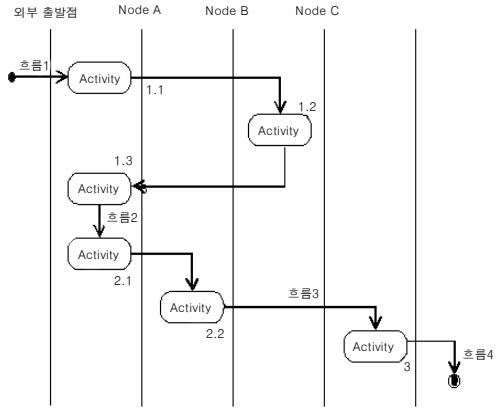 외부 출발점 Node A Node B Node C
흐름1
Activity
1.1
1.2
Activity
1.3
Activity
흐름2
Activity
2.1
Activity
흐름3
2.2
Activity
흐름4
3